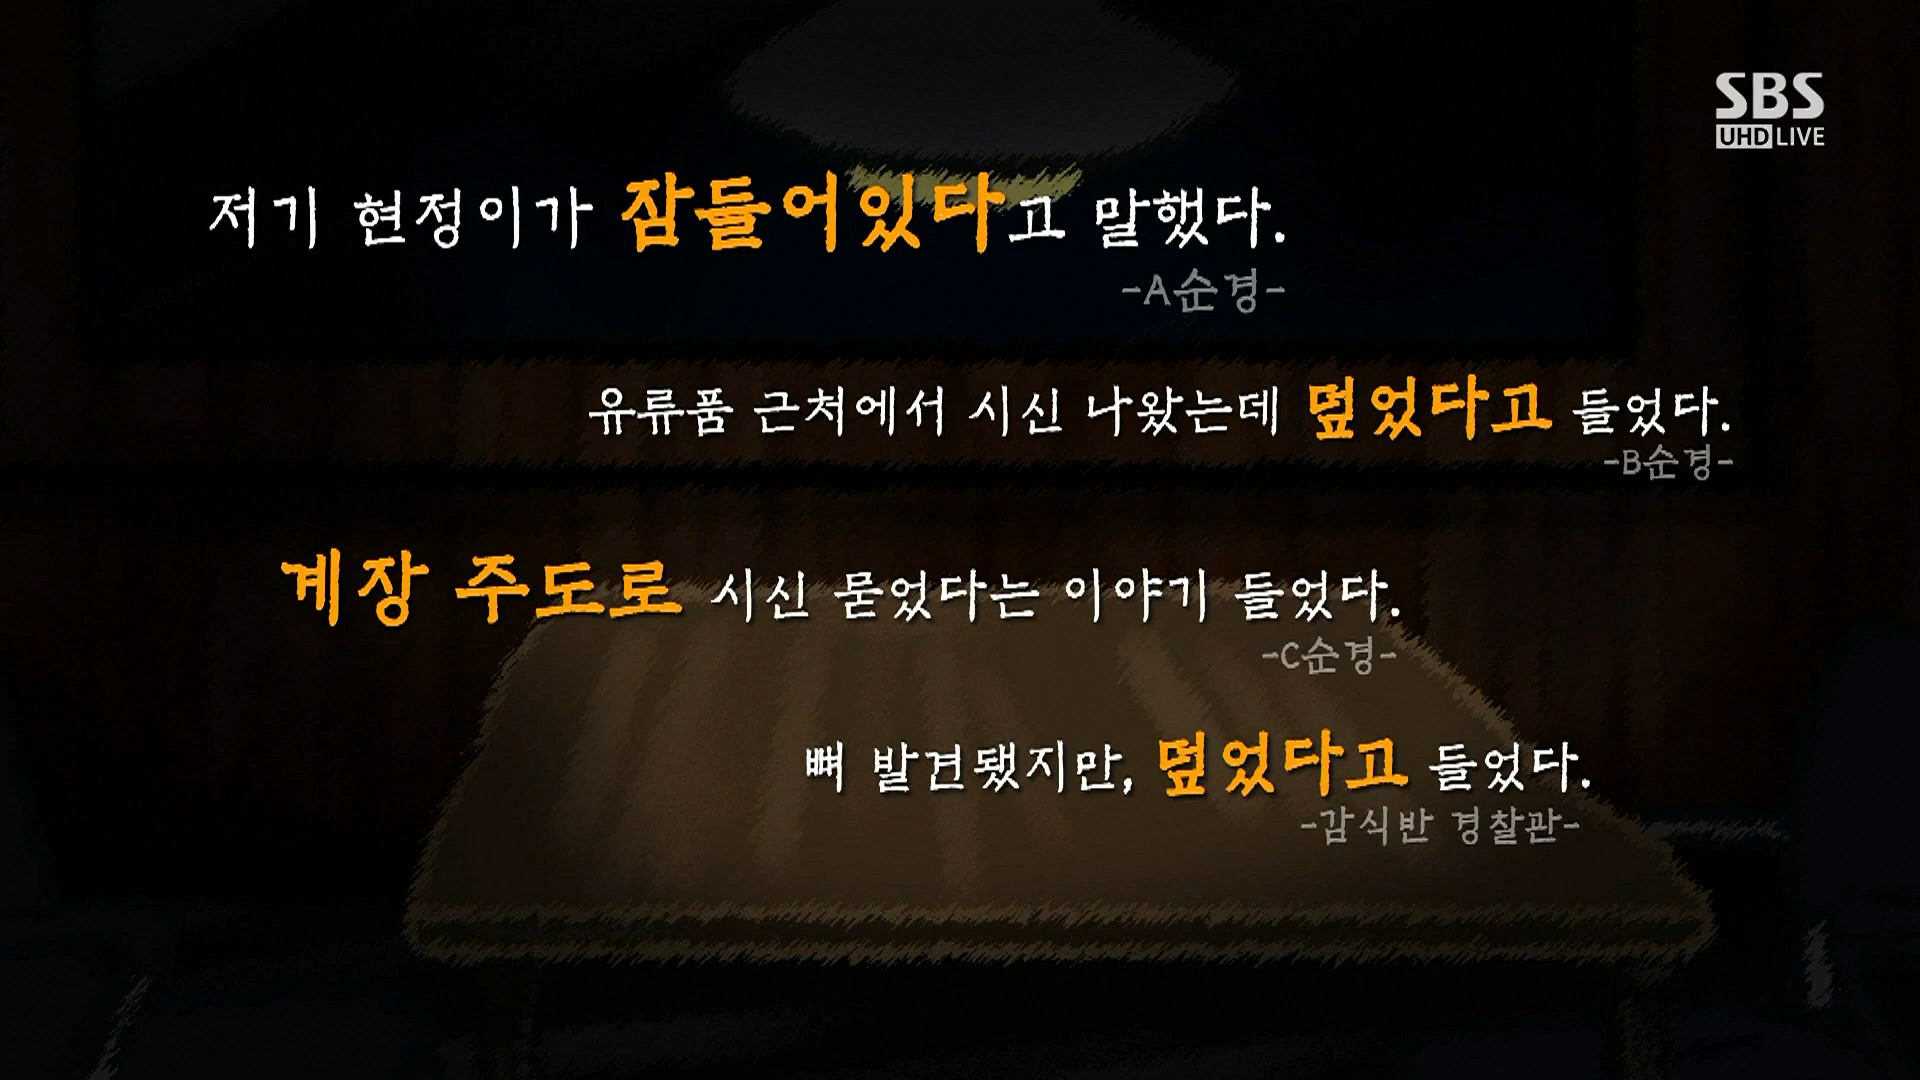 SBS
UHD LIVE
저기 현정이가 잠들어있다고 말했다.
-A순경-
유류품 근처에서 시신 나왔는데 덮었다고 들었다.
-B순경-
계장 주도로 시신 묻었다는 이야기 들었다.
-C순경-
뼈 발견됐지만, 덮었다고 들었다.
-감식반 경찰관-